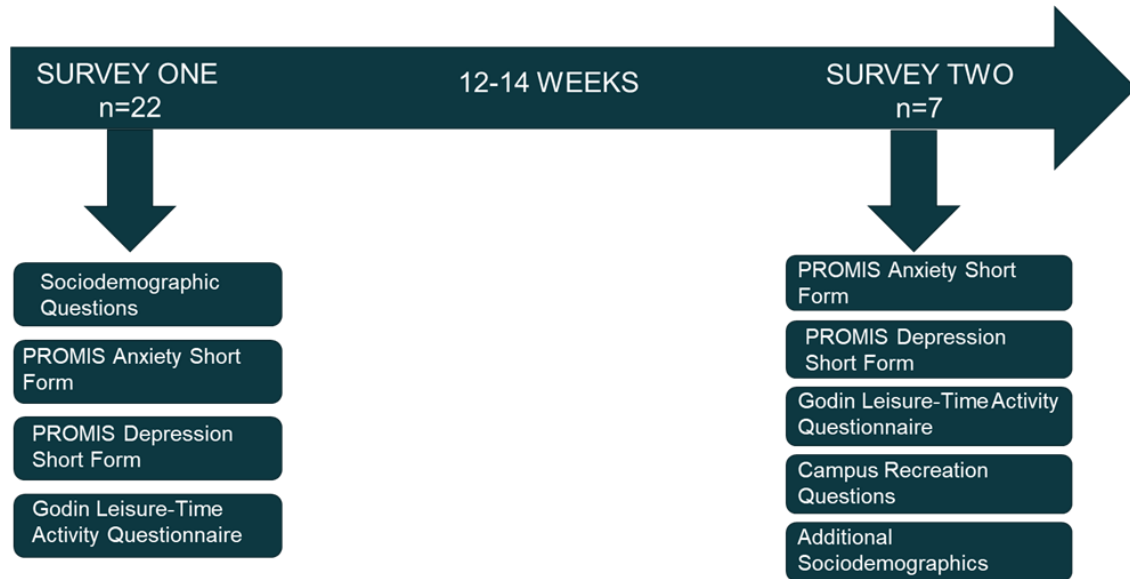 SURVEY ONE
n=22
12-14 WEEKS
SURVEY TWO
n=7
Sociodemographic
Questions
PROMIS Anxiety Short
Form
PROMIS Depression
Short Form
Godin Leisure-Time
Activity Questionnaire
PROMIS Anxiety Short
Form
PROMIS Depression
Short Form
Godin Leisure-Time Activity
Questionnaire
Campus Recreation
Questions
Additional
Sociodemographics